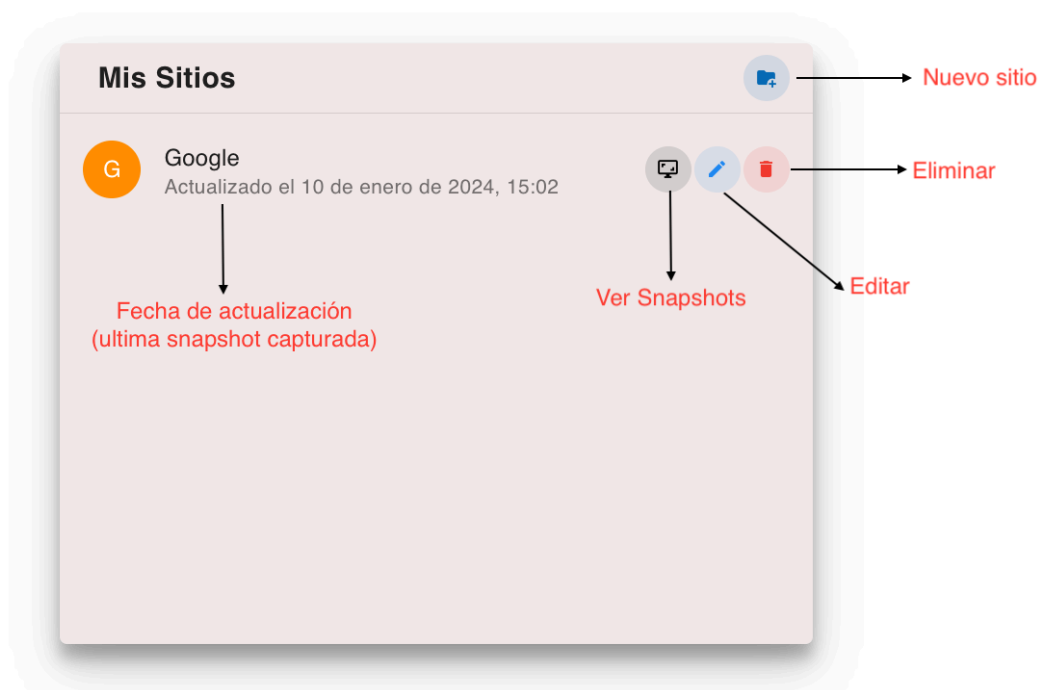 Mis Sitios
Nuevo sitio
G
Google
Actualizado el 10 de enero de 2024, 15:02
Eliminar
Editar
Ver Snapshots
Fecha de actualización
(ultima snapshot capturada)